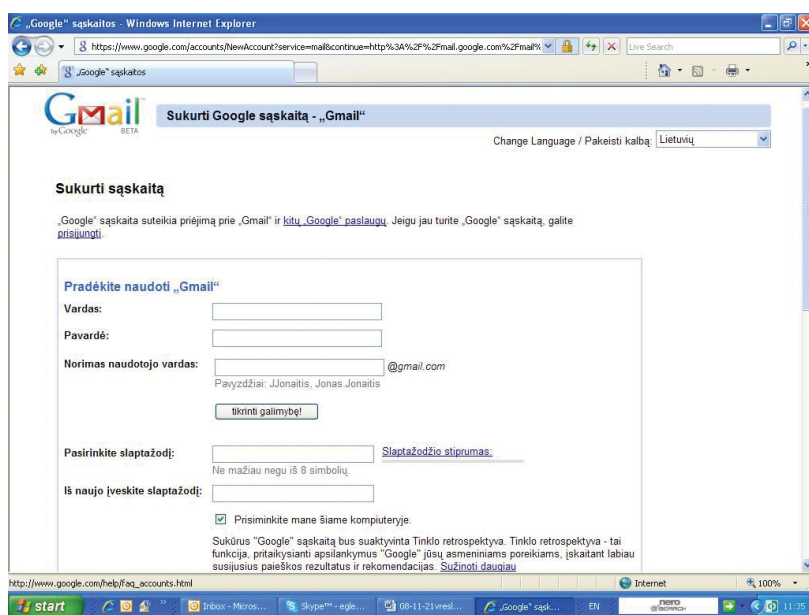 „Google“ sąskaitos - Windows Internet Explorer
https://www.google.com/accounts/NewAccount?service=mail&continue=http%3A%2F%2Fmail.google.com%2Fmail%
Live Search
„Google“ sąskaitos
Gmail
by Google BETA
Sukurti Google sąskaitą - „Gmail“
Change Language / Pakeisti kalbą: Lietuvių
Sukurti sąskaitą
„Google“ sąskaita suteikia priėjimą prie „Gmail“ ir kitų „Google“ paslaugų. Jeigu jau turite „Google“ sąskaitą, galite
prisijungti.
Pradėkite naudoti „Gmail“
Vardas:
Pavardė:
Norimas naudotojo vardas: @gmail.com
Pavyzdžiai: JJonaitis, Jonas.Jonaitis
tikrinti galimybę!
Pasirinkite slaptažodį: Slaptažodžio stiprumas:
Ne mažiau negu iš 8 simbolių.
Iš naujo įveskite slaptažodį:
Prisiminkite mane šiame kompiuteryje.
Sukūrus "Google" sąskaitą bus suaktyvinta Tinklo retrospektyva. Tinklo retrospektyva - tai
funkcija, pritaikysianti apsilankymus "Google" jūsų asmeniniams poreikiams, įskaitant labiau
susijusius paieškos rezultatus ir rekomendacijas. Sužinoti daugiau
http://www.google.com/help/faq_accounts.html
Internet
100%
start
Inbox - Micros...
Skype™ - egle...
08-11-21vresl...
„Google“ sąsk...
EN
nero
SEARCH
11:35